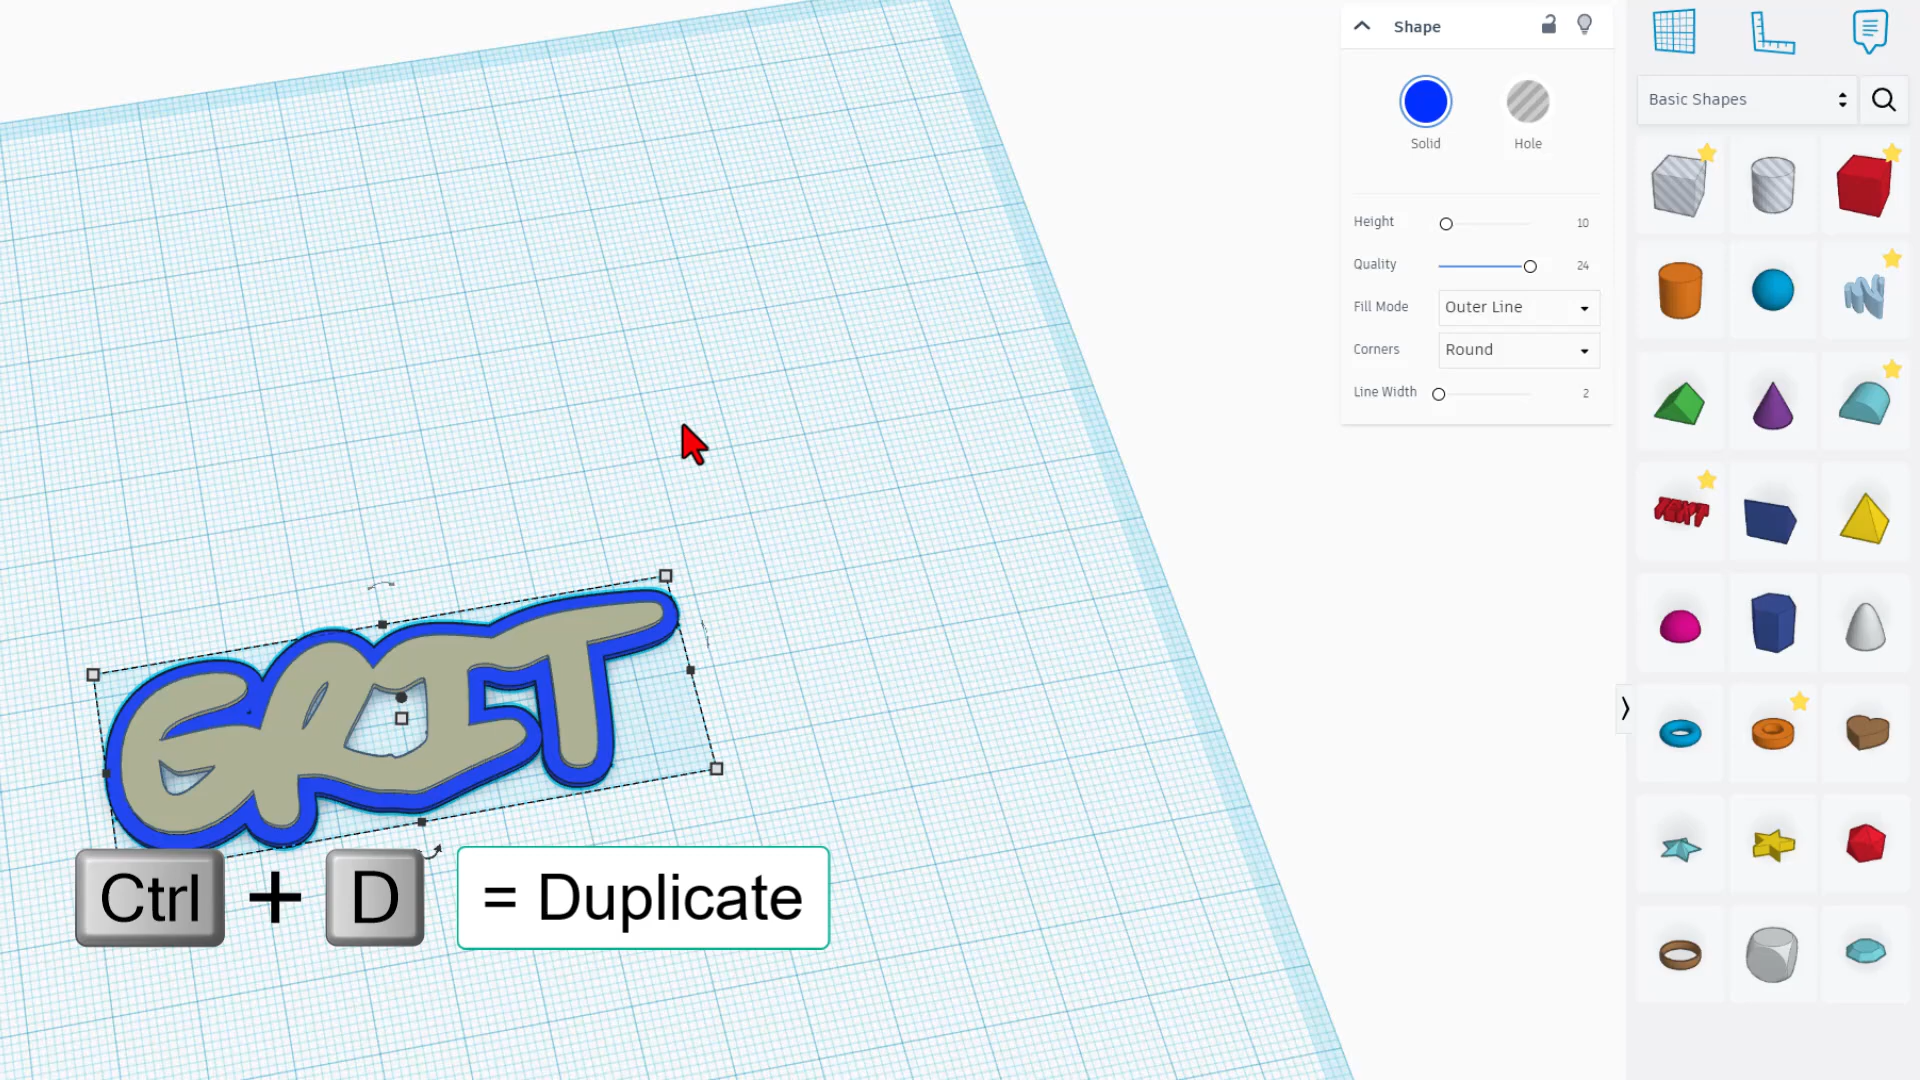 Shape
Solid
Hole
Height
10
Quality
24
Fill Mode
Outer Line
Corners
Round
Line Width
2
Basic Shapes
TEXT
GRIT
Ctrl + D = Duplicate